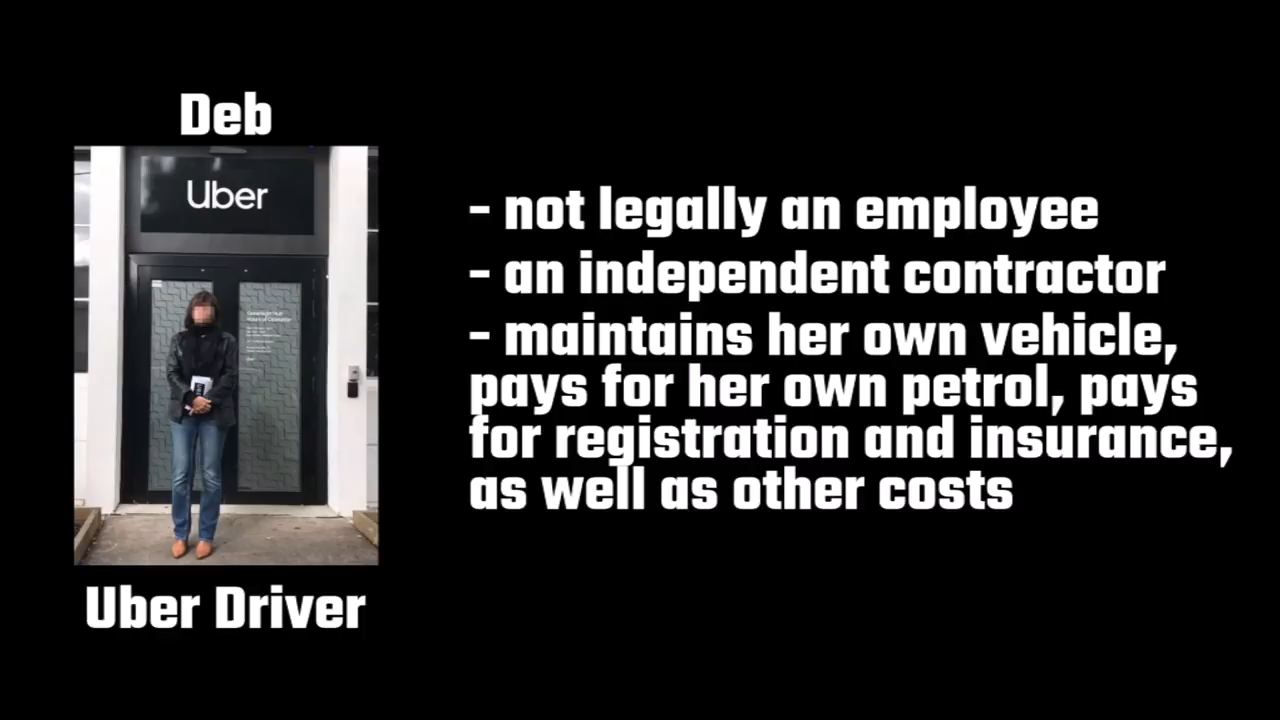 Deb
Uber
Uber Driver
- not legally an employee
- an independent contractor
- maintains her own vehicle,
pays for her own petrol, pays
for registration and insurance,
as well as other costs